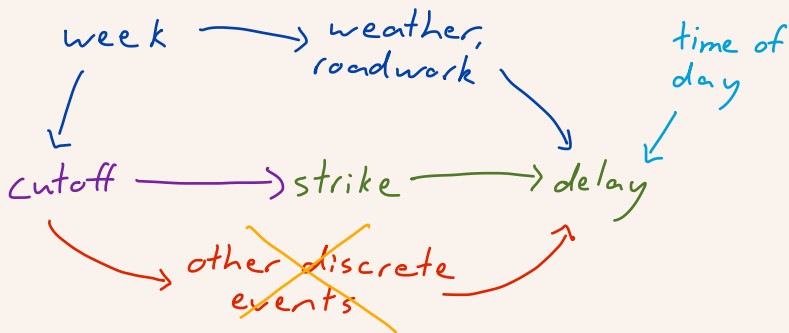 week
weather,
roadwork
time of
day
cutoff
strike
delay
other discrete
events